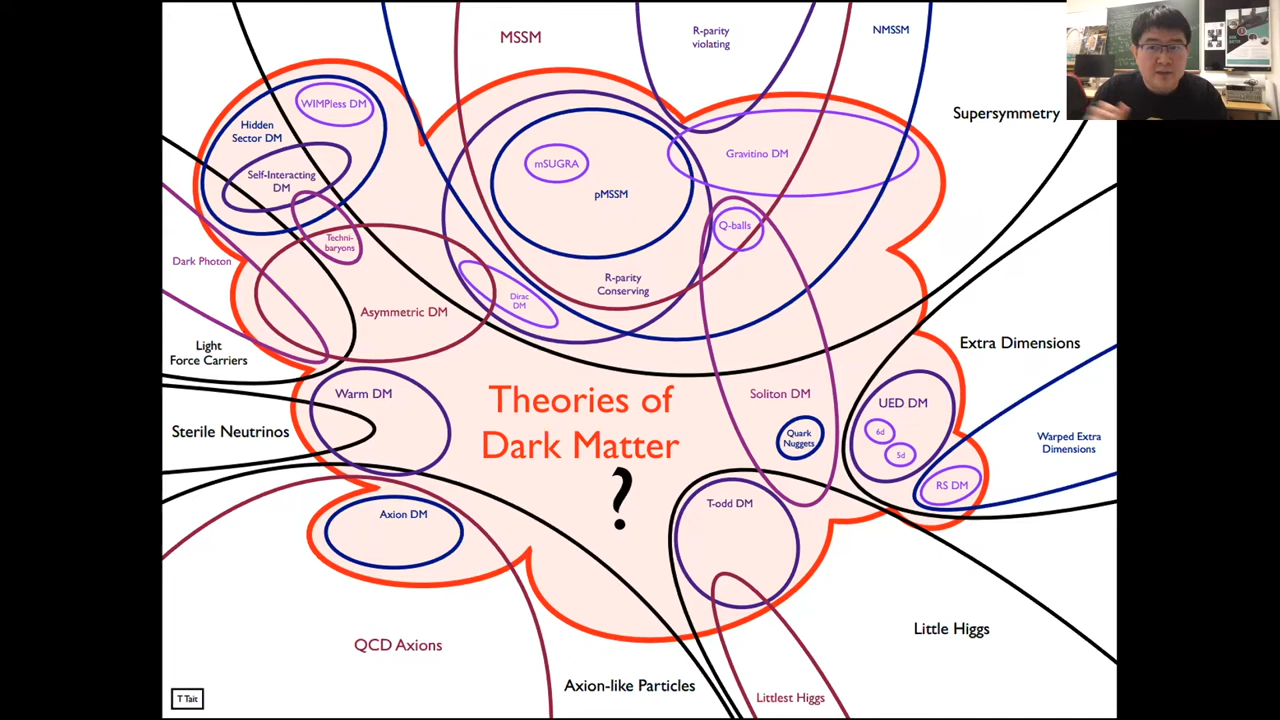 MSSM
R-parity
violating
NMSSM
WIMPless DM
Hidden
Sector DM
Supersymmetry
Self-Interacting
DM
mSUGRA
Gravitino DM
pMSSM
Q-balls
Techni-
baryons
Dark Photon
R-parity
Conserving
Dirac
DM
Asymmetric DM
Light
Force Carriers
Extra Dimensions
Warm DM
Theories of
Dark Matter
?
Soliton DM
UED DM
6d
5d
Quark
Nuggets
Sterile Neutrinos
Warped Extra
Dimensions
RS DM
T-odd DM
Axion DM
Little Higgs
QCD Axions
Axion-like Particles
Littlest Higgs
T Tait